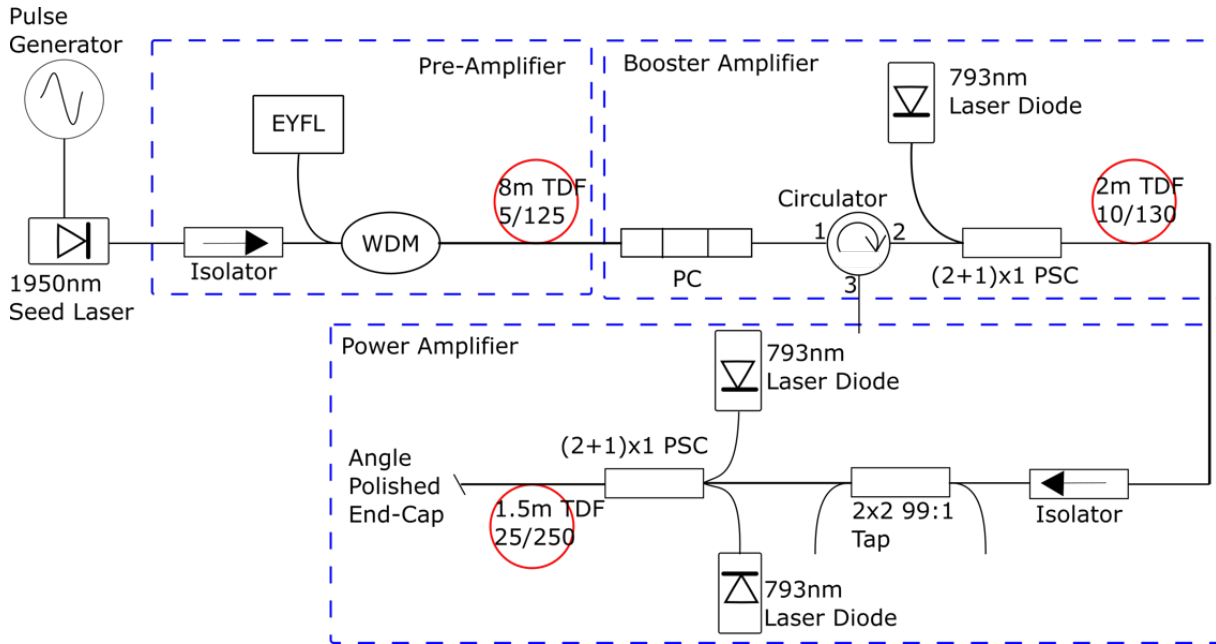 Pulse
Generator
Pre-Amplifier
Booster Amplifier
793nm
Laser Diode
EYFL
8m TDF
5/125
2m TDF
10/130
Circulator
WDM
1
2
3
Isolator
PC
(2+1)x1 PSC
1950nm
Seed Laser
Power Amplifier
793nm
Laser Diode
(2+1)x1 PSC
Angle
Polished
End-Cap
1.5m TDF
25/250
2x2 99:1
Tap
Isolator
793nm
Laser Diode